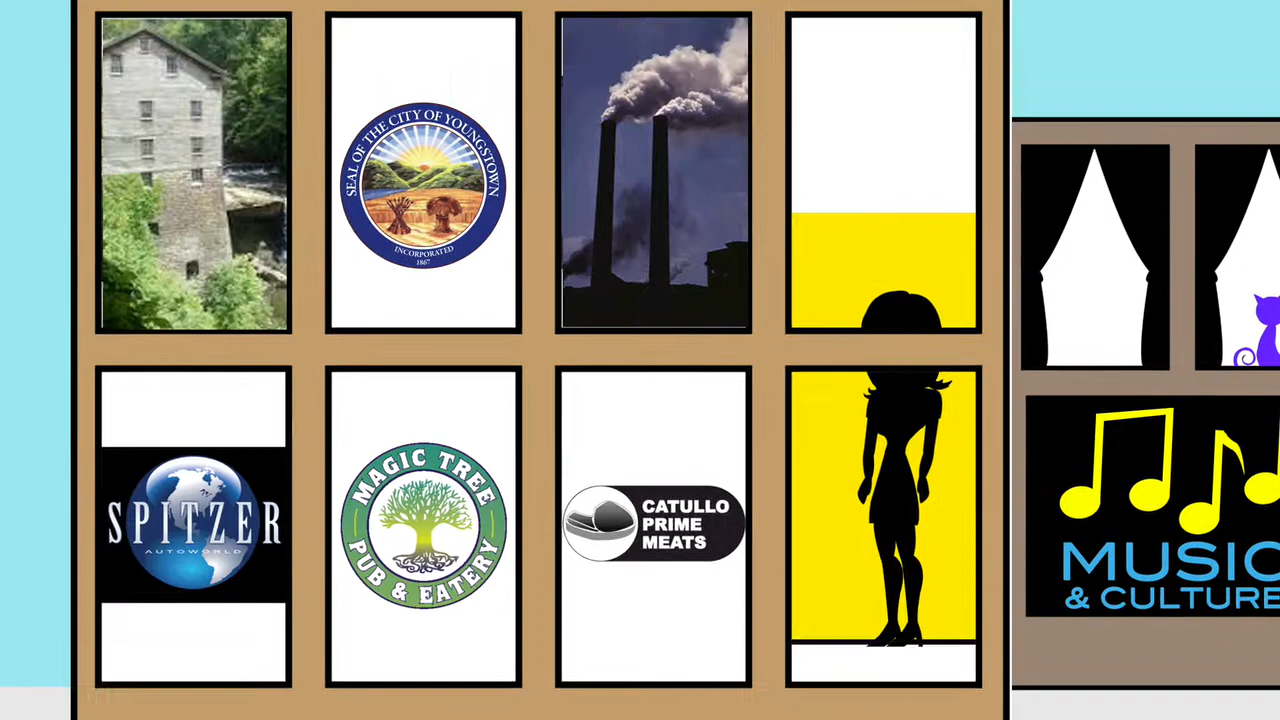 SEAL OF THE CITY OF YOUNGSTOWN
INCORPORATED
1867
SPITZER
AUTOWORLD
MAGIC TREE
PUB & EATERY
CATULLO
PRIME
MEATS
MUSIC
& CULTURE